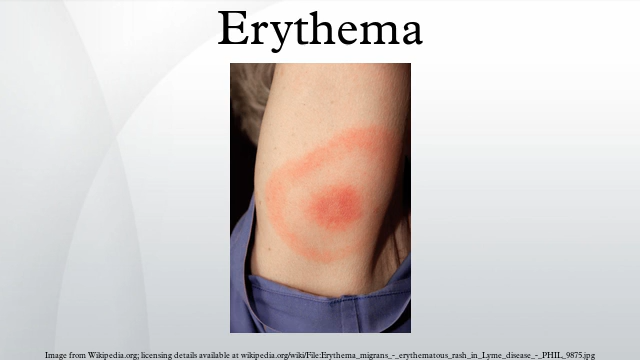 Erythema
Image from Wikipedia.org; licensing details available at wikipedia.org/wiki/File:Erythema_migrans_-_erythematous_rash_in_Lyme_disease_-_PHIL_9875.jpg